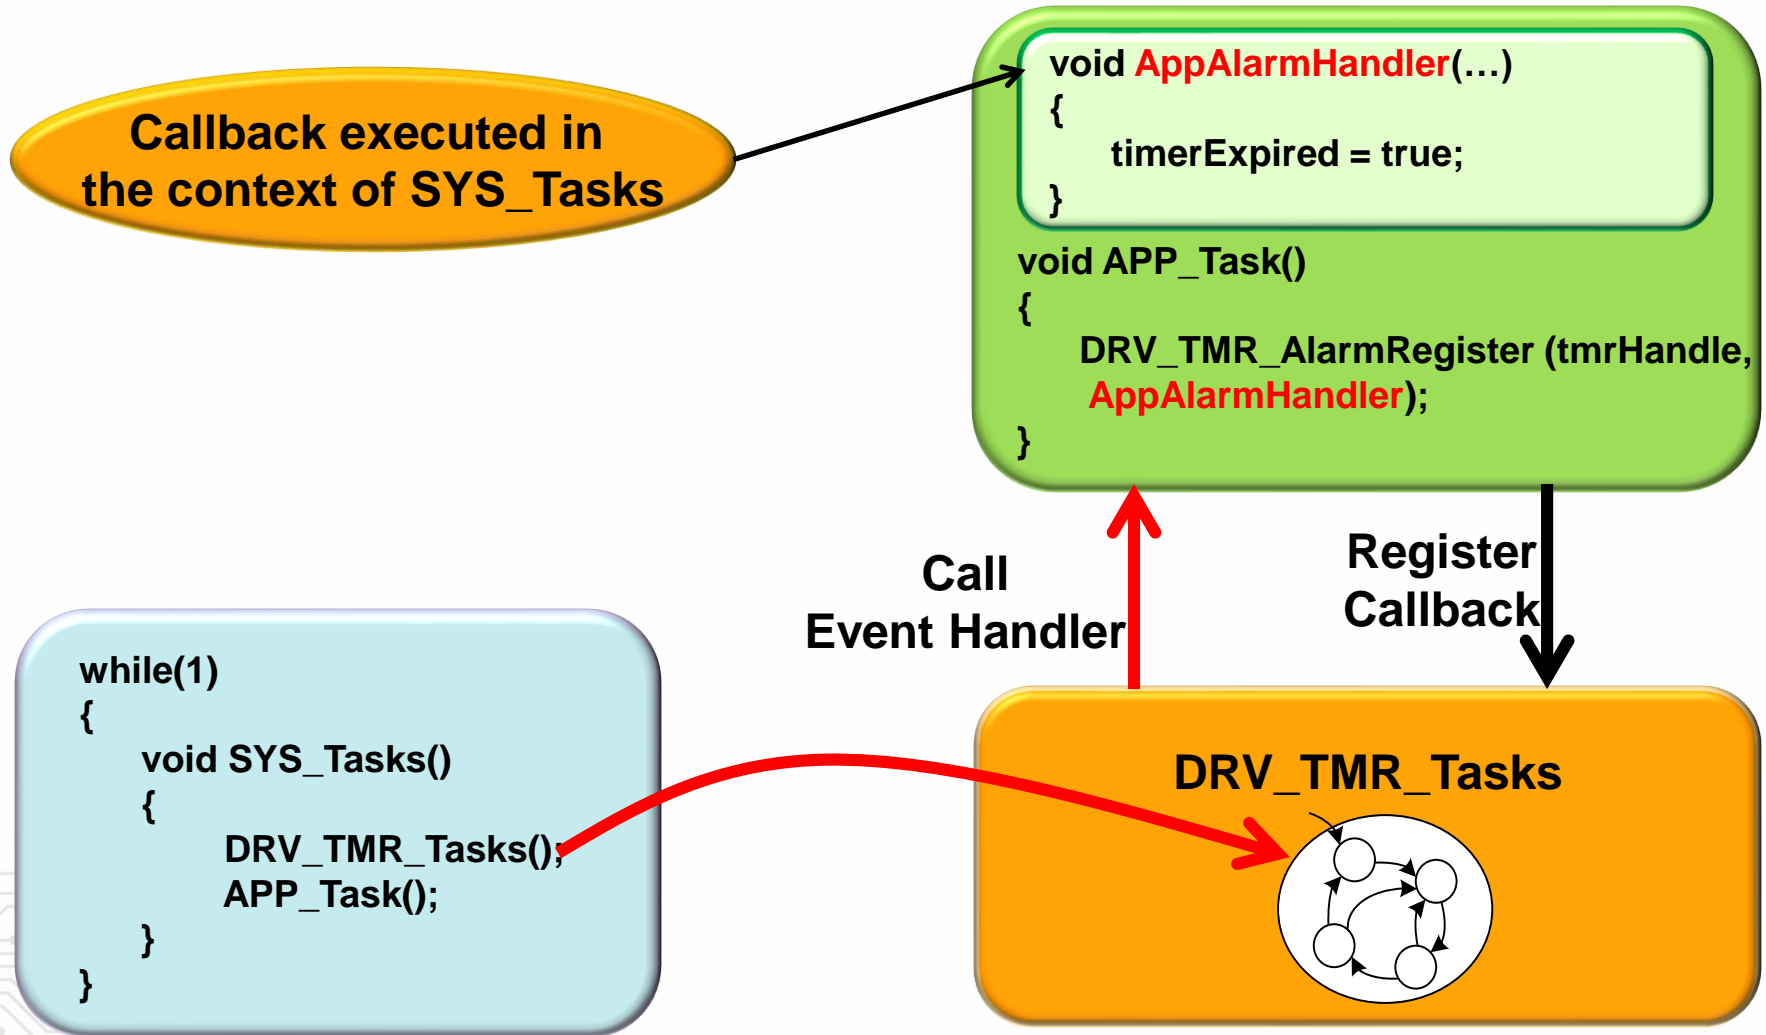 Callback executed in
the context of SYS_Tasks
void AppAlarmHandler(…)
{
timerExpired = true;
}
void APP_Task()
{
DRV_TMR_AlarmRegister (tmrHandle,
AppAlarmHandler);
}
Call
Event Handler
Register
Callback
while(1)
{
void SYS_Tasks()
{
DRV_TMR_Tasks();
APP_Task();
}
}
DRV_TMR_Tasks